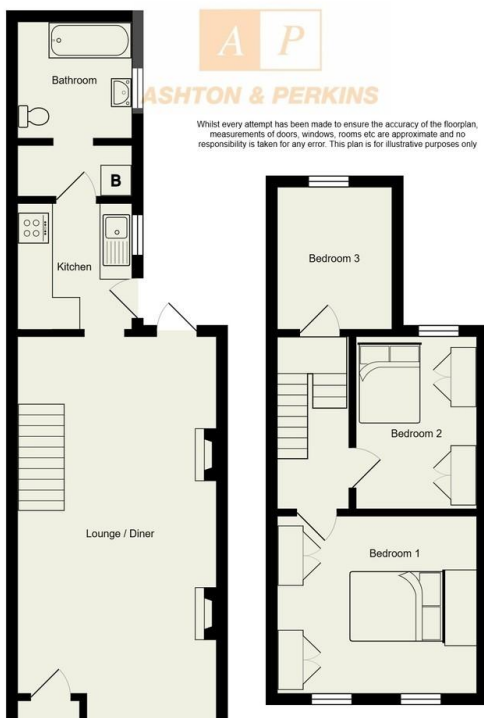 A P
ASHTON & PERKINS
Whilst every attempt has been made to ensure the accuracy of the floorplan,
measurements of doors, windows, rooms etc are approximate and no
responsibility is taken for any error. This plan is for illustrative purposes only
Bathroom
B
Kitchen
Lounge / Diner
Bedroom 3
Bedroom 2
Bedroom 1